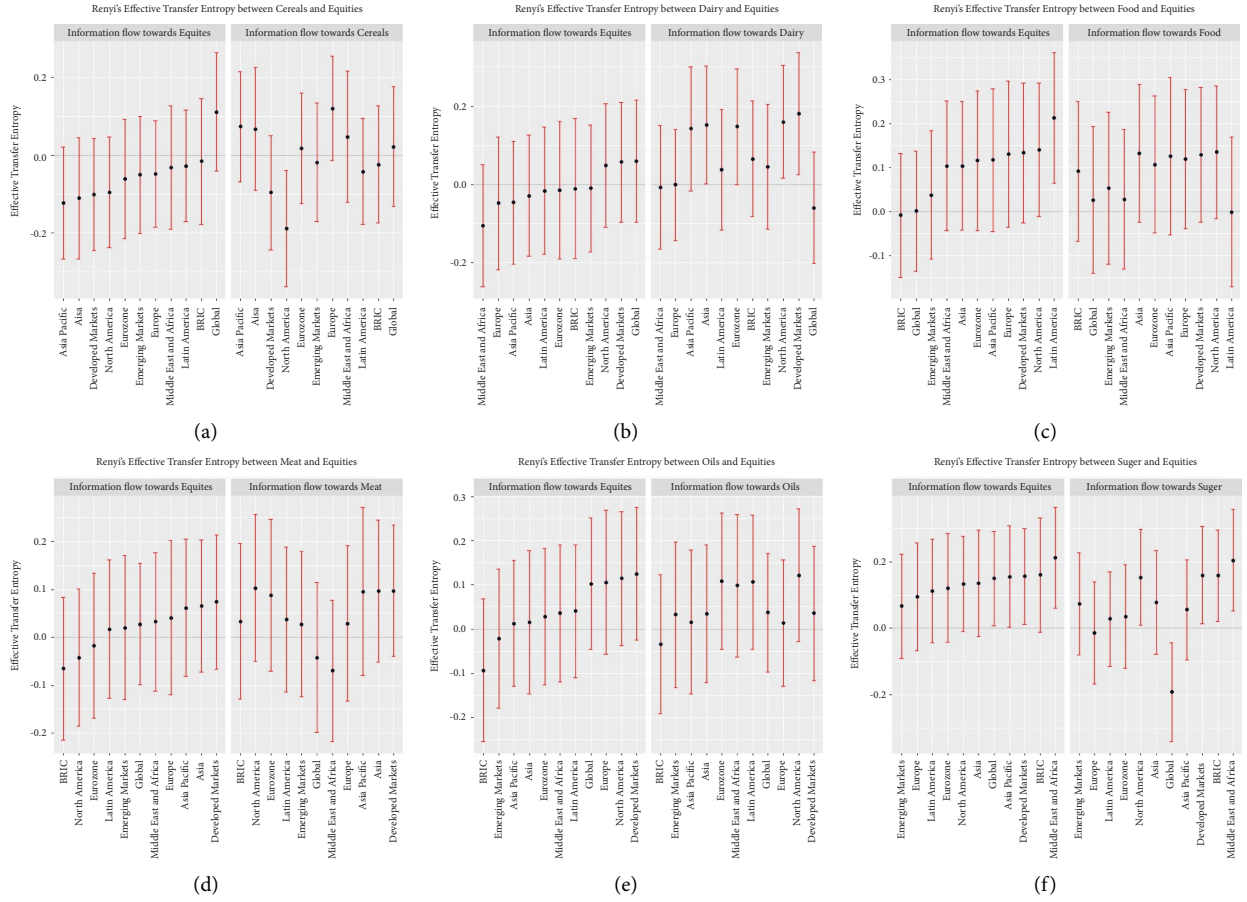 Renyi's Effective Transfer Entropy between Cereals and Equities
Information flow towards Equites
Information flow towards Cereals
Effective Transfer Entropy
0.2
0.0
-0.2
Asia Pacific
Aisa
Developed Markets
North America
Eurozone
Emerging Markets
Europe
Middle East and Africa
Latin America
BRIC
Global
Asia Pacific
Aisa
Developed Markets
North America
Eurozone
Emerging Markets
Europe
Middle East and Africa
Latin America
BRIC
Global
(a)
Renyi's Effective Transfer Entropy between Dairy and Equities
Information flow towards Equites
Information flow towards Dairy
Effective Transfer Entropy
0.2
0.0
-0.2
Middle East and Africa
Europe
Asia Pacific
Asia
Latin America
Eurozone
BRIC
Emerging Markets
North America
Developed Markets
Global
Middle East and Africa
Europe
Asia Pacific
Asia
Latin America
Eurozone
BRIC
Emerging Markets
North America
Developed Markets
Global
(b)
Renyi's Effective Transfer Entropy between Food and Equities
Information flow towards Equites
Information flow towards Food
Effective Transfer Entropy
0.3
0.2
0.1
0.0
-0.1
BRIC
Global
Emerging Markets
Middle East and Africa
Asia
Eurozone
Asia Pacific
Europe
Developed Markets
North America
Latin America
BRIC
Global
Emerging Markets
Middle East and Africa
Asia
Eurozone
Asia Pacific
Europe
Developed Markets
North America
Latin America
(c)
Renyi's Effective Transfer Entropy between Meat and Equities
Information flow towards Equites
Information flow towards Meat
Effective Transfer Entropy
0.2
0.1
0.0
-0.1
-0.2
BRIC
North America
Eurozone
Latin America
Emerging Markets
Global
Middle East and Africa
Europe
Asia Pacific
Asia
Developed Markets
BRIC
North America
Eurozone
Latin America
Emerging Markets
Global
Middle East and Africa
Europe
Asia Pacific
Asia
Developed Markets
(d)
Renyi's Effective Transfer Entropy between Oils and Equities
Information flow towards Equites
Information flow towards Oils
Effective Transfer Entropy
0.3
0.2
0.1
0.0
-0.1
-0.2
BRIC
Emerging Markets
Asia Pacific
Asia
Eurozone
Middle East and Africa
Latin America
Global
Europe
North America
Developed Markets
BRIC
Emerging Markets
Asia Pacific
Asia
Eurozone
Middle East and Africa
Latin America
Global
Europe
North America
Developed Markets
(e)
Renyi's Effective Transfer Entropy between Suger and Equities
Information flow towards Equites
Information flow towards Suger
Effective Transfer Entropy
0.2
0
-0.2
Emerging Markets
Europe
Latin America
Eurozone
North America
Asia
Global
Asia Pacific
Developed Markets
BRIC
Middle East and Africa
Emerging Markets
Europe
Latin America
Eurozone
North America
Asia
Global
Asia Pacific
Developed Markets
BRIC
Middle East and Africa
(f)